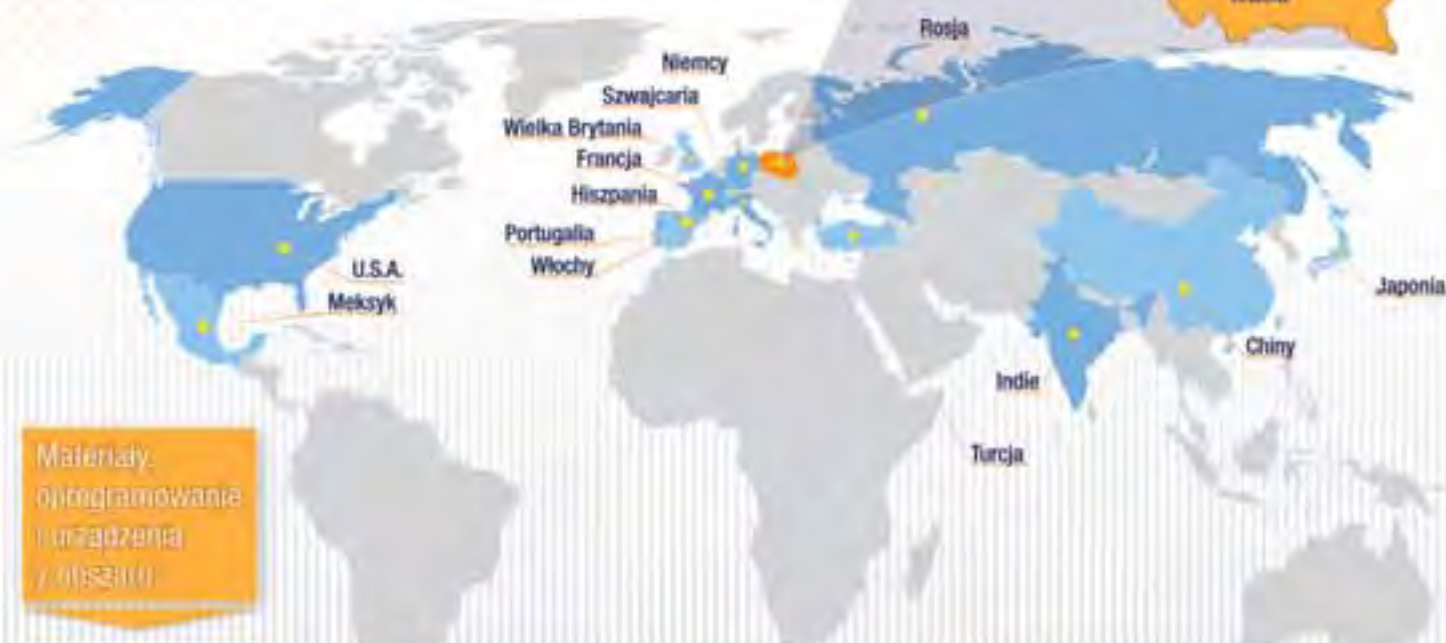 Rosja
Niemcy
Szwajcaria
Wielka Brytania
Francja
Hiszpania
Portugalia
Włochy
U.S.A.
Meksyk
Japonia
Chiny
Indie
Turcja
Materiały,
oprogramowanie
i urządzenia
z obszaru